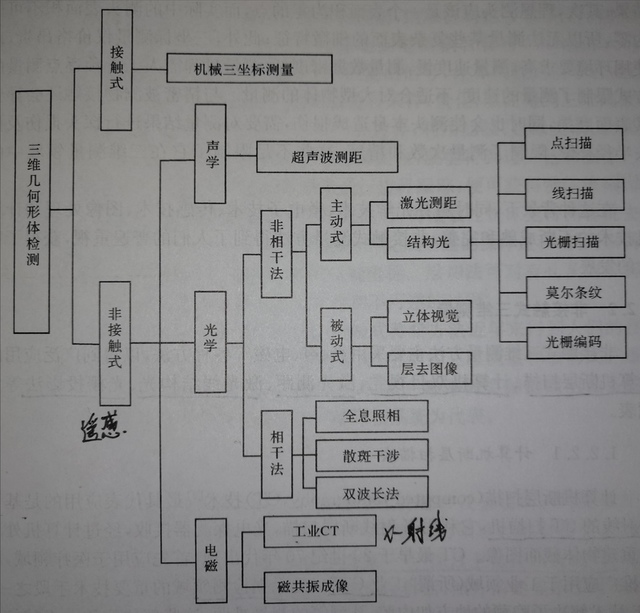 三维几何形体检测
接触式
机械三坐标测量
非接触式
遥感
声学
超声波测距
光学
非相干法
主动式
激光测距
结构光
点扫描
线扫描
光栅扫描
莫尔条纹
光栅编码
被动式
立体视觉
层去图像
相干法
全息照相
散斑干涉
双波长法
电磁
工业CT
X-射线
磁共振成像